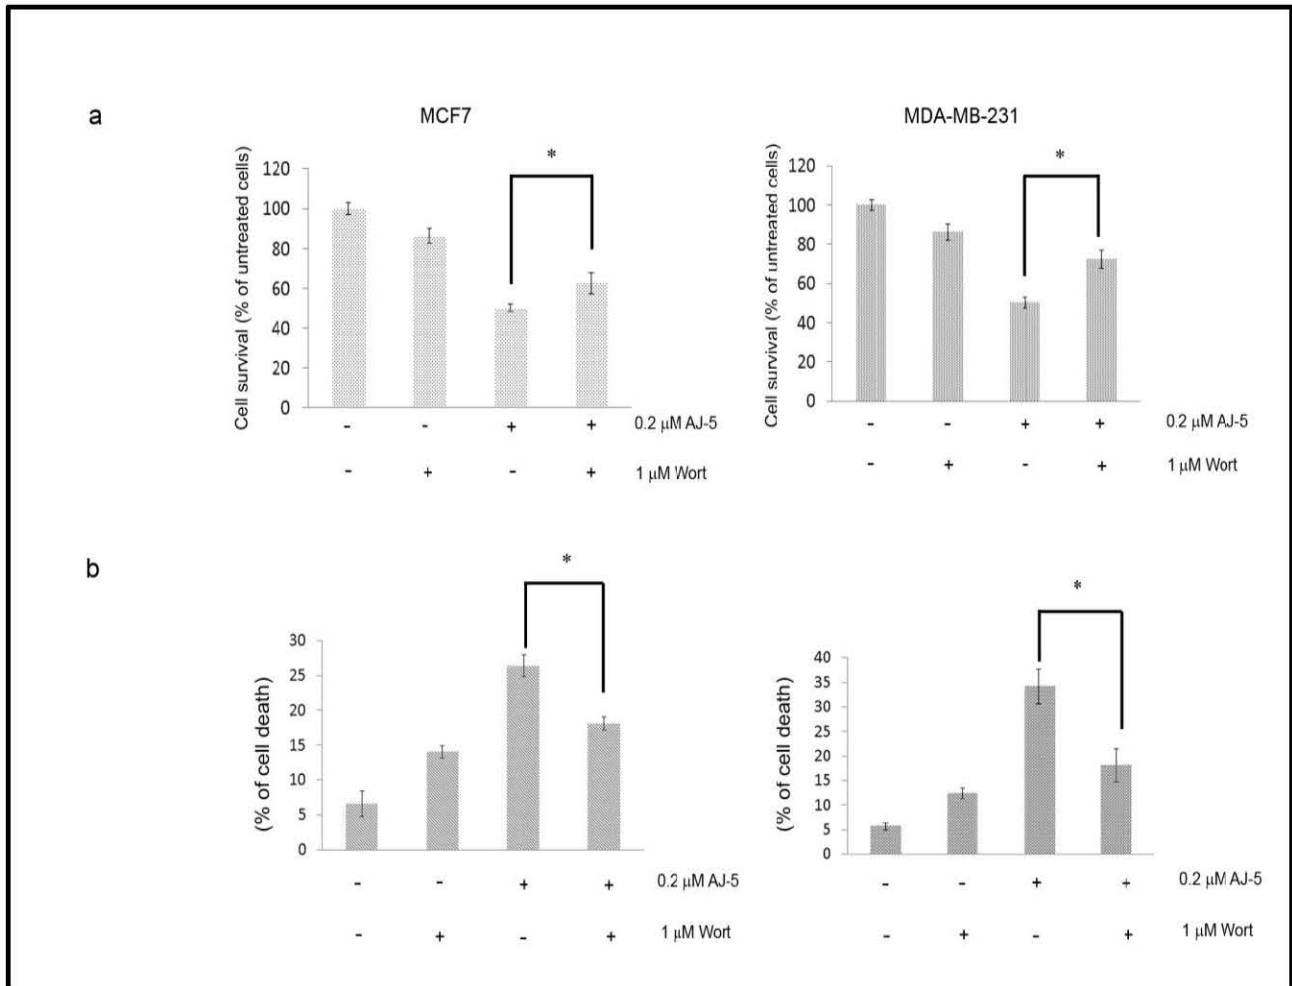 a
MCF7
MDA-MB-231
Cell survival (% of untreated cells)
120
100
80
60
40
20
0
*
- - + + 0.2 μM AJ-5
- + - + 1 μM Wort
Cell survival (% of untreated cells)
120
100
80
60
40
20
0
*
- - + + 0.2 μM AJ-5
- + - + 1 μM Wort
b
(% of cell death)
30
25
20
15
10
5
0
*
- - + + 0.2 μM AJ-5
- + - + 1 μM Wort
(% of cell death)
40
35
30
25
20
15
10
5
0
*
- - + + 0.2 μM AJ-5
- + - + 1 μM Wort